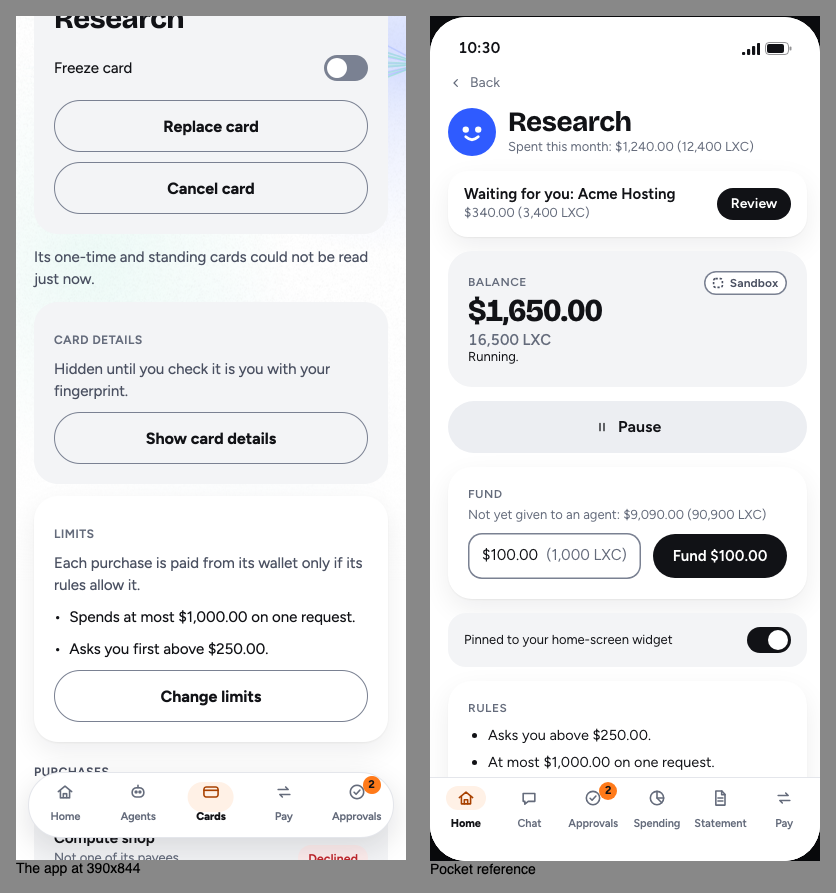 Research
Freeze card
Replace card
Cancel card
Its one-time and standing cards could not be read
just now.
CARD DETAILS
Hidden until you check it is you with your
fingerprint.
Show card details
LIMITS
Each purchase is paid from its wallet only if its
rules allow it.
• Spends at most $1,000.00 on one request.
• Asks you first above $250.00.
Change limits
PURCHASES
2
Home Agents Cards Pay Approvals
Compute shop
Not one of its payees
Declined
The app at 390x844
10:30
Back
Research
Spent this month: $1,240.00 (12,400 LXC)
Waiting for you: Acme Hosting
$340.00 (3,400 LXC)
Review
BALANCE
Sandbox
$1,650.00
16,500 LXC
Running.
Pause
FUND
Not yet given to an agent: $9,090.00 (90,900 LXC)
$100.00 (1,000 LXC)
Fund $100.00
Pinned to your home-screen widget
RULES
• Asks you above $250.00.
• At most $1,000.00 on one request.
2
Home Chat Approvals Spending Statement Pay
Pocket reference